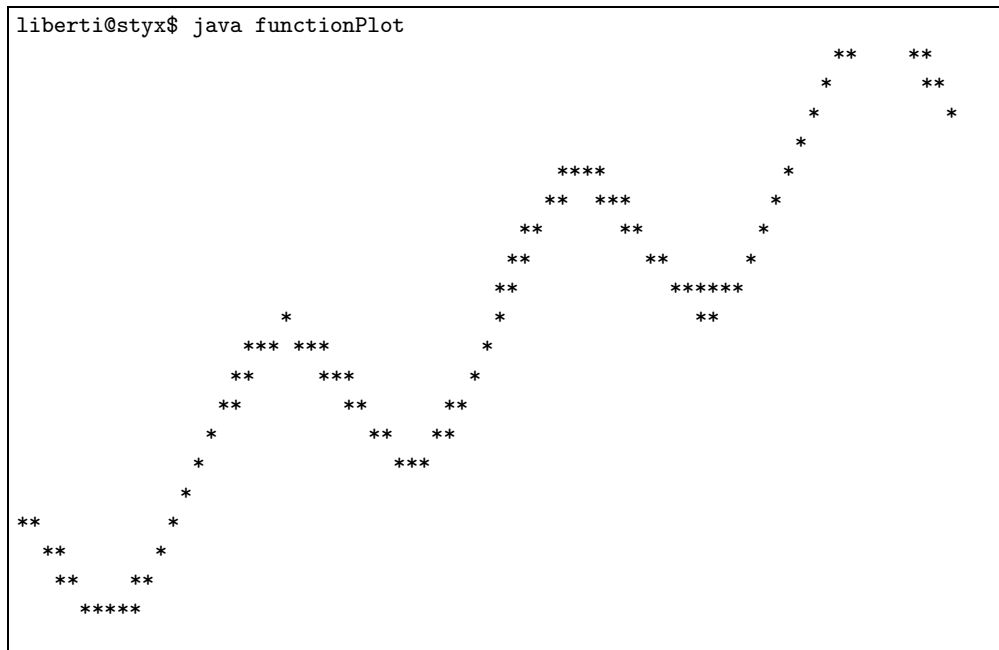 liberti@styx$ java functionPlot
                                                                 **    **
                                                                *       **
                                                               *          *
                                                              *
                                           ****              *
                                          **  ***           *
                                        **      **         *
                                       **         **      *
                                      **            ******
                     *                *               **
                  *** ***            *
                 **     ***         *
                **        **      **
               *            **   **
              *               ***
             *
**          *
  **       *
   **    **
     *****